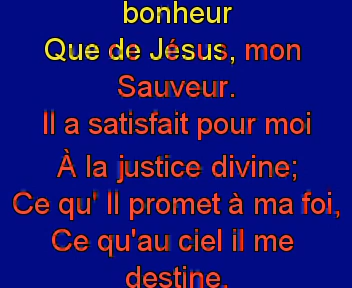 bonheur
Que de Jésus, mon
Sauveur.
Il a satisfait pour moi
À la justice divine;
Ce qu' Il promet à ma foi,
Ce qu'au ciel il me
destine.